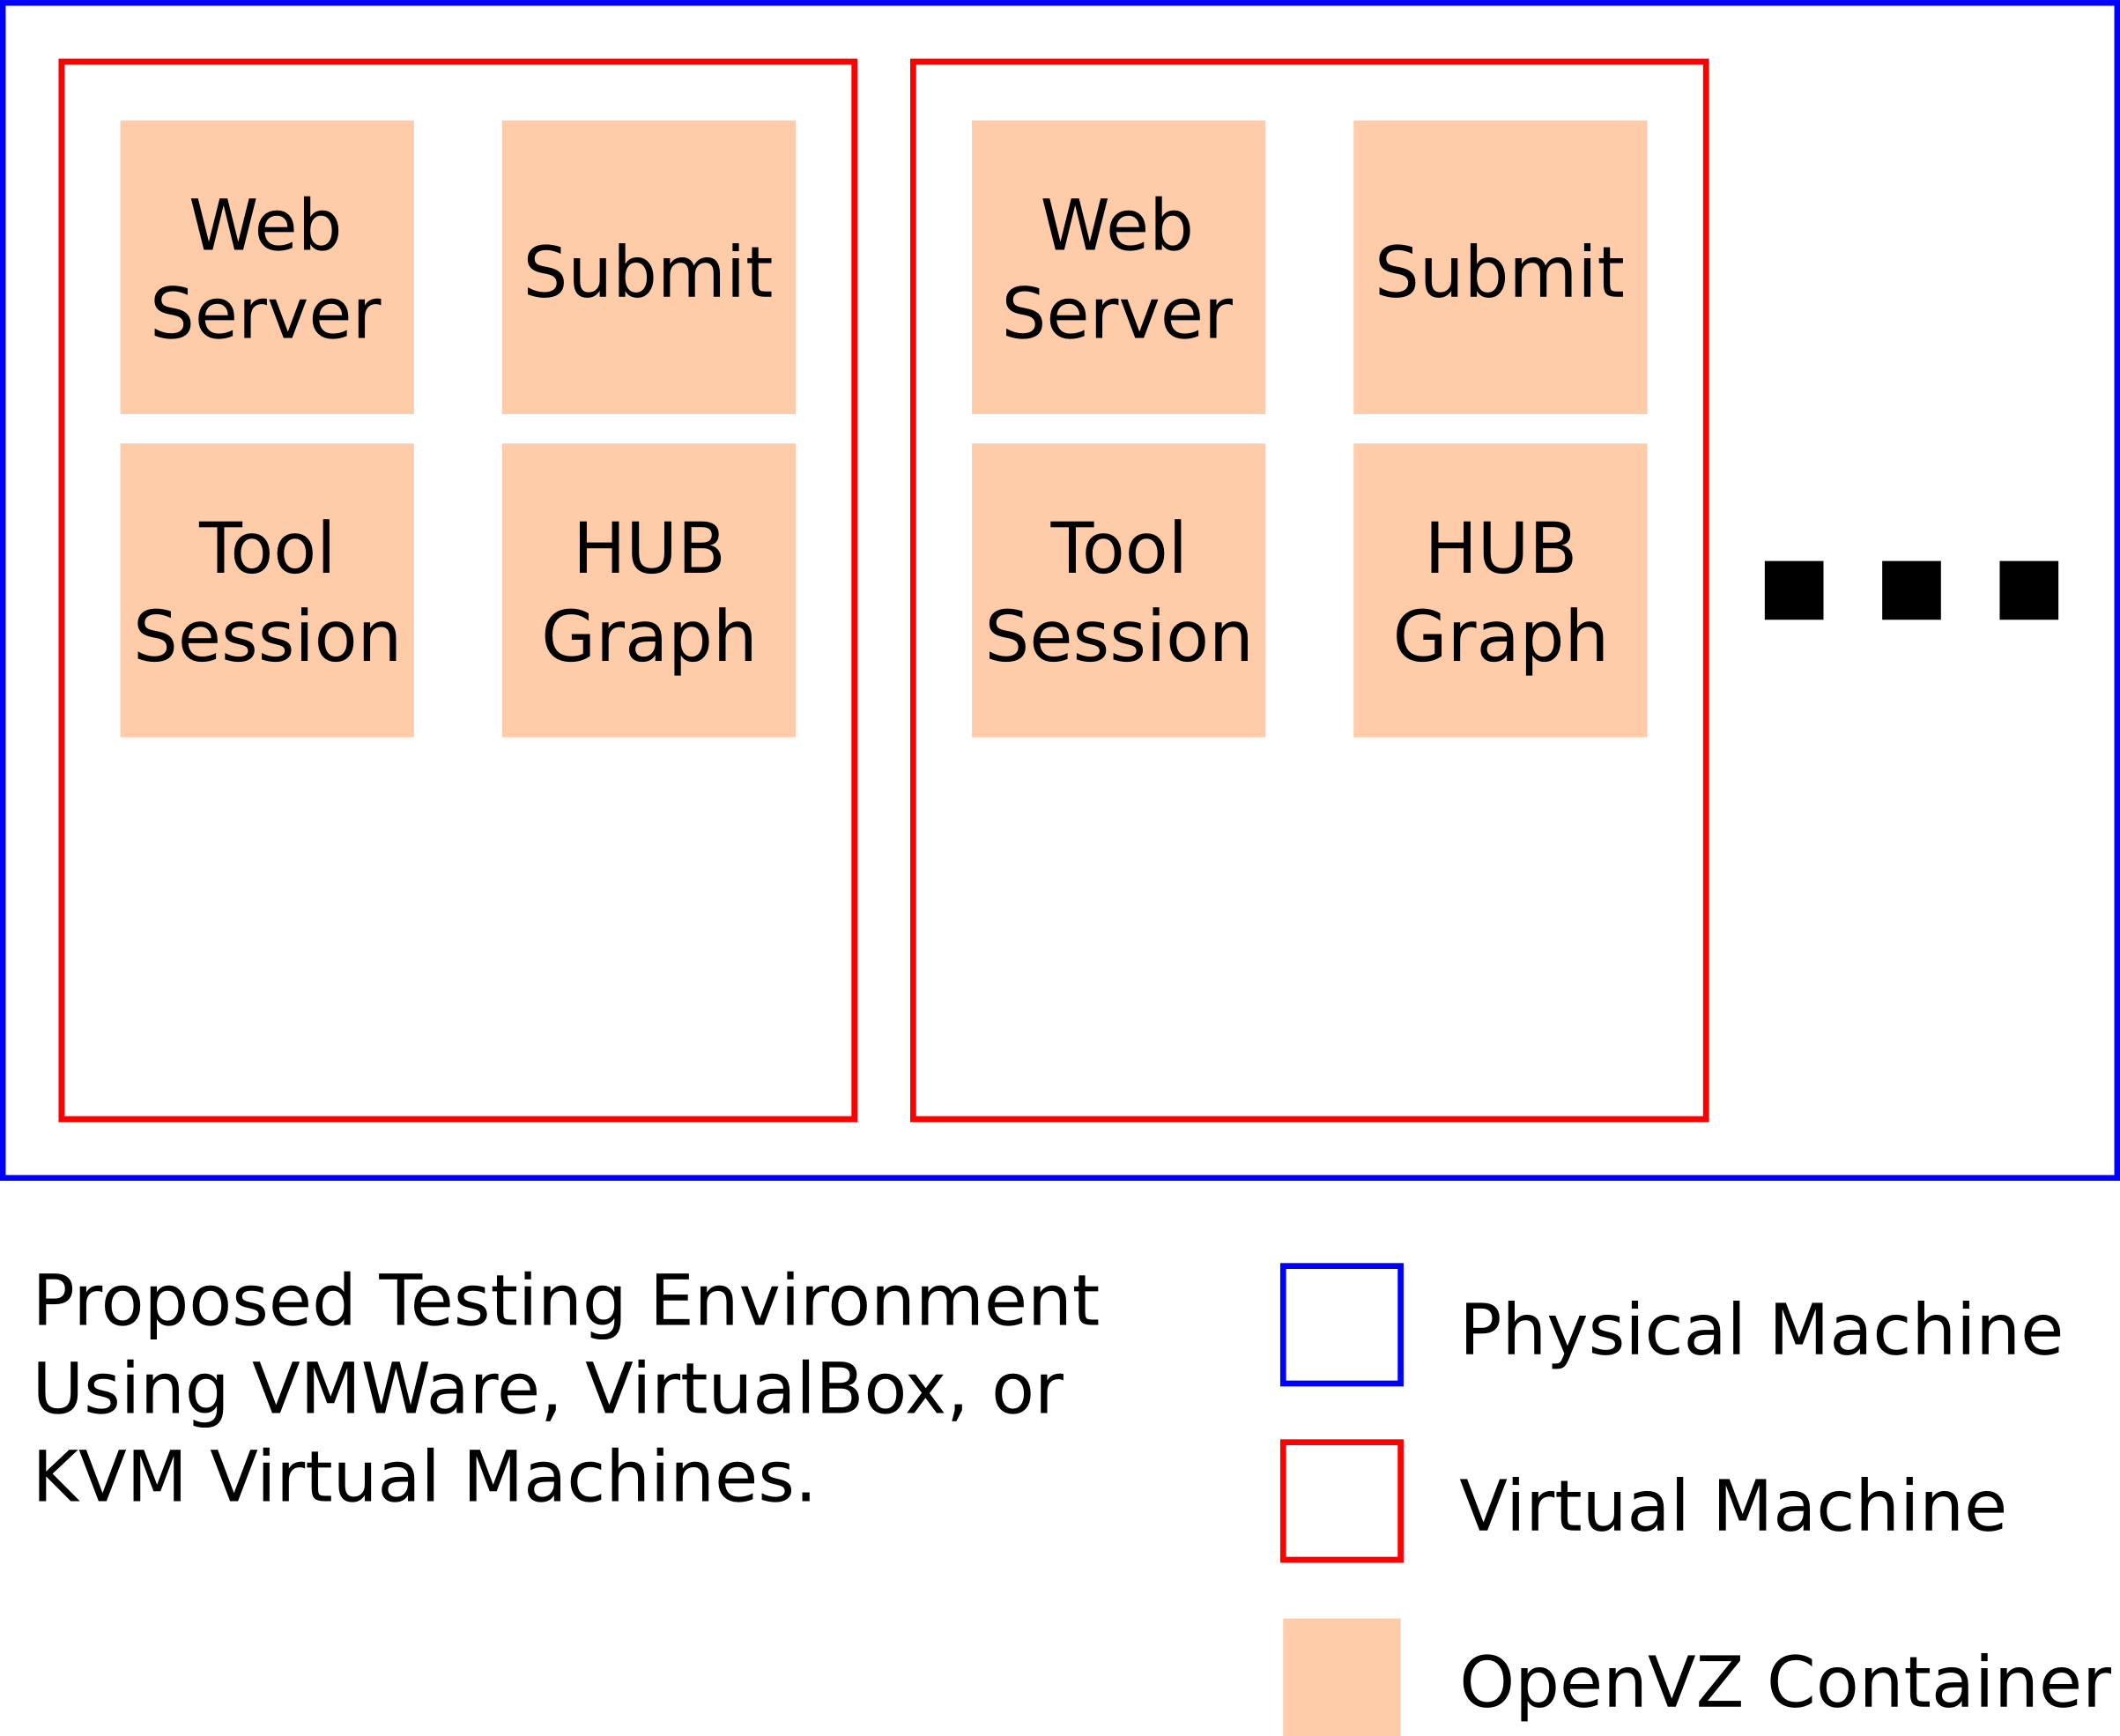 Web
Server
Submit
Web
Server
Submit
Tool
Session
HUB
Graph
Tool
Session
HUB
Graph
Proposed Testing Environment
Using VMWare, VirtualBox, or
KVM Virtual Machines.
Physical Machine
Virtual Machine
OpenVZ Container